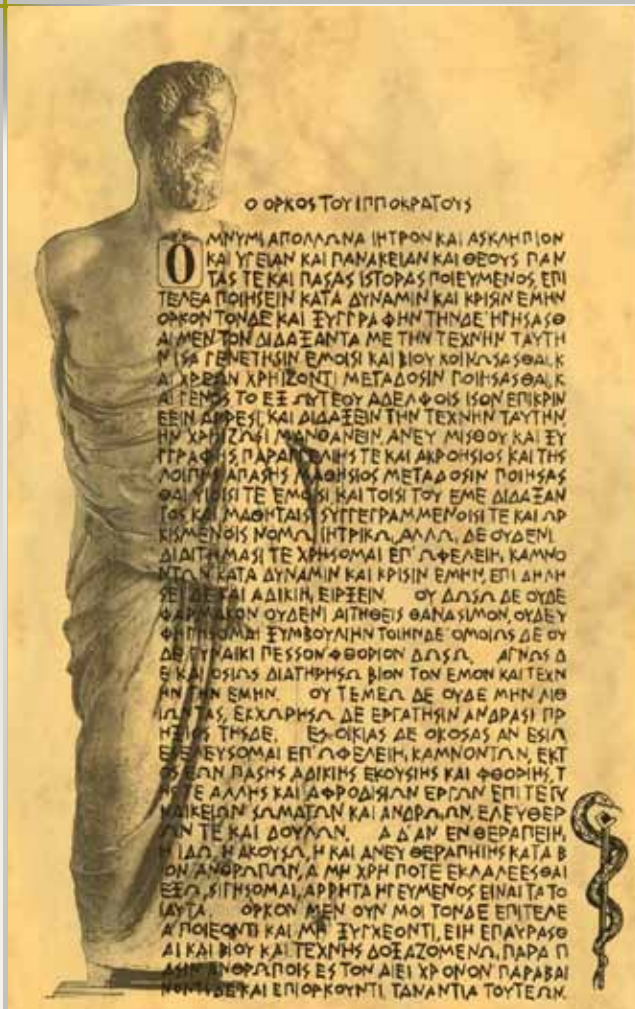 Ο ΟΡΚΟΣ ΤΟΥ ΙΠΠΟΚΡΑΤΟΥΣ
ΟΜΝΥΜΙ ΑΠΟΛΛΩΝΑ ΙΗΤΡΟΝ ΚΑΙ ΑΣΚΛΗΠΙΟΝ
ΚΑΙ ΥΓΕΙΑΝ ΚΑΙ ΠΑΝΑΚΕΙΑΝ ΚΑΙ ΘΕΟΥΣ ΠΑΝ
ΤΑΣ ΤΕ ΚΑΙ ΠΑΣΑΣ ΙΣΤΟΡΑΣ ΠΟΙΕΥΜΕΝΟΣ, ΕΠΙ
ΤΕΛΕΑ ΠΟΙΗΣΕΙΝ ΚΑΤΑ ΔΥΝΑΜΙΝ ΚΑΙ ΚΡΙΣΙΝ ΕΜΗΝ
ΟΡΚΟΝ ΤΟΝΔΕ ΚΑΙ ΞΥΓΓΡΑΦΗΝ ΤΗΝΔΕ ΗΓΗΣΑΣΘ
ΑΙ ΜΕΝ ΤΟΝ ΔΙΔΑΞΑΝΤΑ ΜΕ ΤΗΝ ΤΕΧΝΗΝ ΤΑΥΤΗ
Ν ΙΣΑ ΓΕΝΕΤΗΣΙΝ ΕΜΟΙΣΙ ΚΑΙ ΒΙΟΥ ΚΟΙΝΩΣΑΣΘΑΙ, Κ
ΑΙ ΧΡΕΩΝ ΧΡΗΙΖΟΝΤΙ ΜΕΤΑΔΟΣΙΝ ΠΟΙΗΣΑΣΘΑΙ, Κ
ΑΙ ΓΕΝΟΣ ΤΟ ΕΞ ΩΥΤΕΟΥ ΑΔΕΛΦΟΙΣ ΙΣΟΝ ΕΠΙΚΡΙΝ
ΕΕΙΝ ΑΡΡΕΣΙ, ΚΑΙ ΔΙΔΑΞΕΙΝ ΤΗΝ ΤΕΧΝΗΝ ΤΑΥΤΗΝ
ΗΝ ΧΡΗΙΖΩΣΙ ΜΑΝΘΑΝΕΙΝ, ΑΝΕΥ ΜΙΣΘΟΥ ΚΑΙ ΞΥ
ΓΓΡΑΦΗΣ, ΠΑΡΑΓΓΕΛΙΗΣ ΤΕ ΚΑΙ ΑΚΡΟΗΣΙΟΣ ΚΑΙ ΤΗΣ
ΛΟΙΠΗΣ ΑΠΑΣΗΣ ΜΑΘΗΣΙΟΣ ΜΕΤΑΔΟΣΙΝ ΠΟΙΗΣΑΣ
ΘΑΙ ΥΙΟΙΣΙ ΤΕ ΕΜΟΙΣΙ ΚΑΙ ΤΟΙΣΙ ΤΟΥ ΕΜΕ ΔΙΔΑΞΑΝ
ΤΟΣ ΚΑΙ ΜΑΘΗΤΑΙΣΙ ΣΥΓΓΕΓΡΑΜΜΕΝΟΙΣΙ ΤΕ ΚΑΙ ΩΡ
ΚΙΣΜΕΝΟΙΣ ΝΟΜΩ, ΙΗΤΡΙΚΩ, ΑΛΛΩ, ΔΕ ΟΥΔΕΝΙ
ΔΙΑΙΤΗΜΑΣΙ ΤΕ ΧΡΗΣΟΜΑΙ ΕΠ' ΩΦΕΛΕΙΗ, ΚΑΜΝΟ
ΝΤΩΝ ΚΑΤΑ ΔΥΝΑΜΙΝ ΚΑΙ ΚΡΙΣΙΝ ΕΜΗΝ, ΕΠΙ ΔΗΛΗ
ΣΕΙ ΔΕ ΚΑΙ ΑΔΙΚΙΗ, ΕΙΡΞΕΙΝ ΟΥ ΔΩΣΩ ΔΕ ΟΥΔΕ
ΦΑΡΜΑΚΟΝ ΟΥΔΕΝΙ ΑΙΤΗΘΕΙΣ ΘΑΝΑΣΙΜΟΝ, ΟΥΔΕ Υ
ΦΗΓΗΣΟΜΑΙ ΞΥΜΒΟΥΛΙΗΝ ΤΟΙΗΝΔΕ ΟΜΟΙΩΣ ΔΕ ΟΥ
ΔΕ ΓΥΝΑΙΚΙ ΠΕΣΣΟΝ ΦΘΟΡΙΟΝ ΔΩΣΩ. ΑΓΝΩΣ Δ
Ε ΚΑΙ ΟΣΙΩΣ ΔΙΑΤΗΡΗΣΩ ΒΙΟΝ ΤΟΝ ΕΜΟΝ ΚΑΙ ΤΕΧΝ
ΗΝ ΤΗΝ ΕΜΗΝ. ΟΥ ΤΕΜΕΩ ΔΕ ΟΥΔΕ ΜΗΝ ΛΙΘ
ΙΩΝΤΑΣ, ΕΚΧΩΡΗΣΩ ΔΕ ΕΡΓΑΤΗΣΙΝ ΑΝΔΡΑΣΙ ΠΡ
ΗΞΙΟΣ ΤΗΣΔΕ. ΕΣ ΟΙΚΙΑΣ ΔΕ ΟΚΟΣΑΣ ΑΝ ΕΣΙΩ
ΕΣΕΛΕΥΣΟΜΑΙ ΕΠ' ΩΦΕΛΕΙΗ, ΚΑΜΝΟΝΤΩΝ, ΕΚΤ
ΟΣ ΕΩΝ ΠΑΣΗΣ ΑΔΙΚΙΗΣ ΕΚΟΥΣΙΗΣ ΚΑΙ ΦΘΟΡΙΗΣ, Τ
ΗΣ ΤΕ ΑΛΛΗΣ ΚΑΙ ΑΦΡΟΔΙΣΙΩΝ ΕΡΓΩΝ ΕΠΙ ΤΕ ΓΥ
ΝΑΙΚΕΙΩΝ ΣΩΜΑΤΩΝ ΚΑΙ ΑΝΔΡΩΩΝ, ΕΛΕΥΘΕΡ
ΩΝ ΤΕ ΚΑΙ ΔΟΥΛΩΝ. Α Δ' ΑΝ ΕΝ ΘΕΡΑΠΕΙΗ,
Η ΙΔΩ, Η ΑΚΟΥΣΩ, Η ΚΑΙ ΑΝΕΥ ΘΕΡΑΠΗΙΗΣ ΚΑΤΑ Β
ΙΟΝ ΑΝΘΡΩΠΩΝ, Α ΜΗ ΧΡΗ ΠΟΤΕ ΕΚΛΑΛΕΕΣΘΑΙ
ΕΞΩ, ΣΙΓΗΣΟΜΑΙ, ΑΡΡΗΤΑ ΗΓΕΥΜΕΝΟΣ ΕΙΝΑΙ ΤΑ ΤΟ
ΙΑΥΤΑ. ΟΡΚΟΝ ΜΕΝ ΟΥΝ ΜΟΙ ΤΟΝΔΕ ΕΠΙΤΕΛΕ
Α ΠΟΙΕΟΝΤΙ ΚΑΙ ΜΗ ΞΥΓΧΕΟΝΤΙ, ΕΙΗ ΕΠΑΥΡΑΣΘ
ΑΙ ΚΑΙ ΒΙΟΥ ΚΑΙ ΤΕΧΝΗΣ ΔΟΞΑΖΟΜΕΝΩ, ΠΑΡΑ Π
ΑΣΙΝ ΑΝΘΡΩΠΟΙΣ ΕΣ ΤΟΝ ΑΙΕΙ ΧΡΟΝΟΝ ΠΑΡΑΒΑΙ
ΝΟΝΤΙ ΔΕ ΚΑΙ ΕΠΙΟΡΚΟΥΝΤΙ, ΤΑΝΑΝΤΙΑ ΤΟΥΤΕΩΝ.